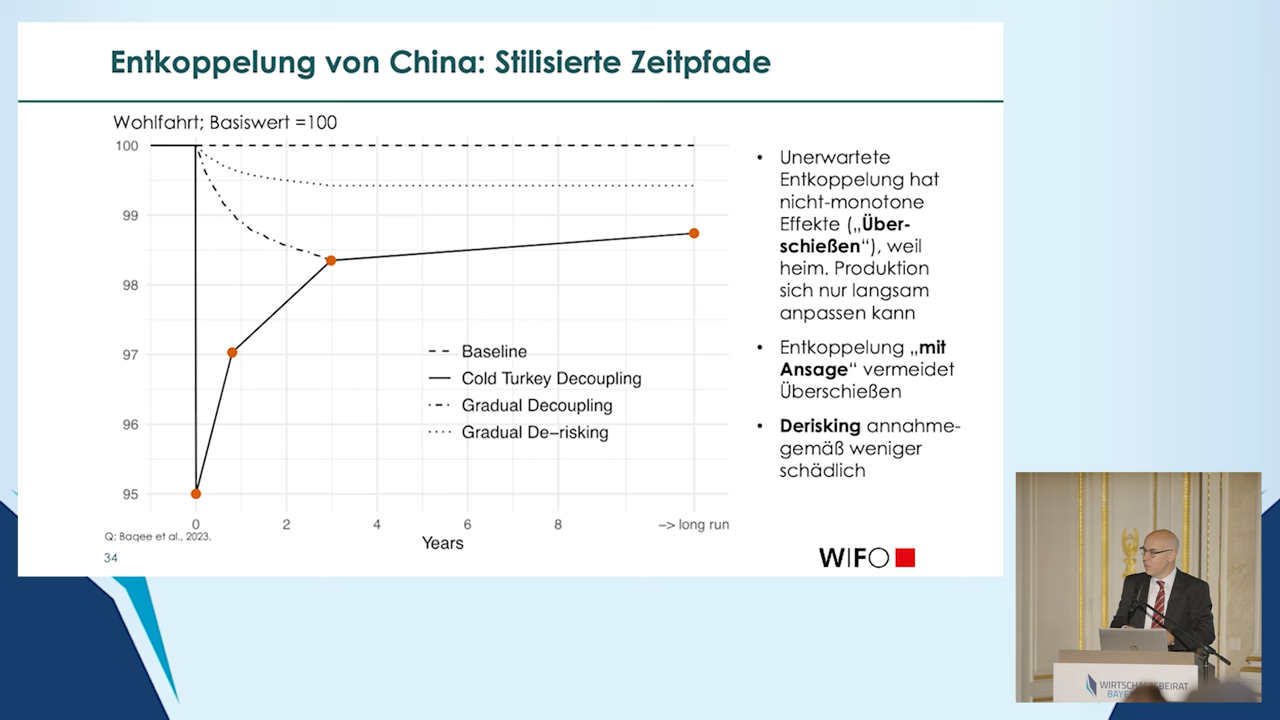 Entkoppelung von China: Stilisierte Zeitpfade
Wohlfahrt; Basiswert =100
100
99
98
97
96
95
0
2
4
6
8
–> long run
Years
Baseline
Cold Turkey Decoupling
Gradual Decoupling
Gradual De–risking
• Unerwartete
Entkoppelung hat
nicht-monotone
Effekte („Über-
schießen“), weil
heim. Produktion
sich nur langsam
anpassen kann
• Entkoppelung „mit
Ansage“ vermeidet
Überschießen
• Derisking annahme-
gemäß weniger
schädlich
Q: Baqee et al., 2023.
34
WIFO
WIRTSCHAFTSBEIRAT